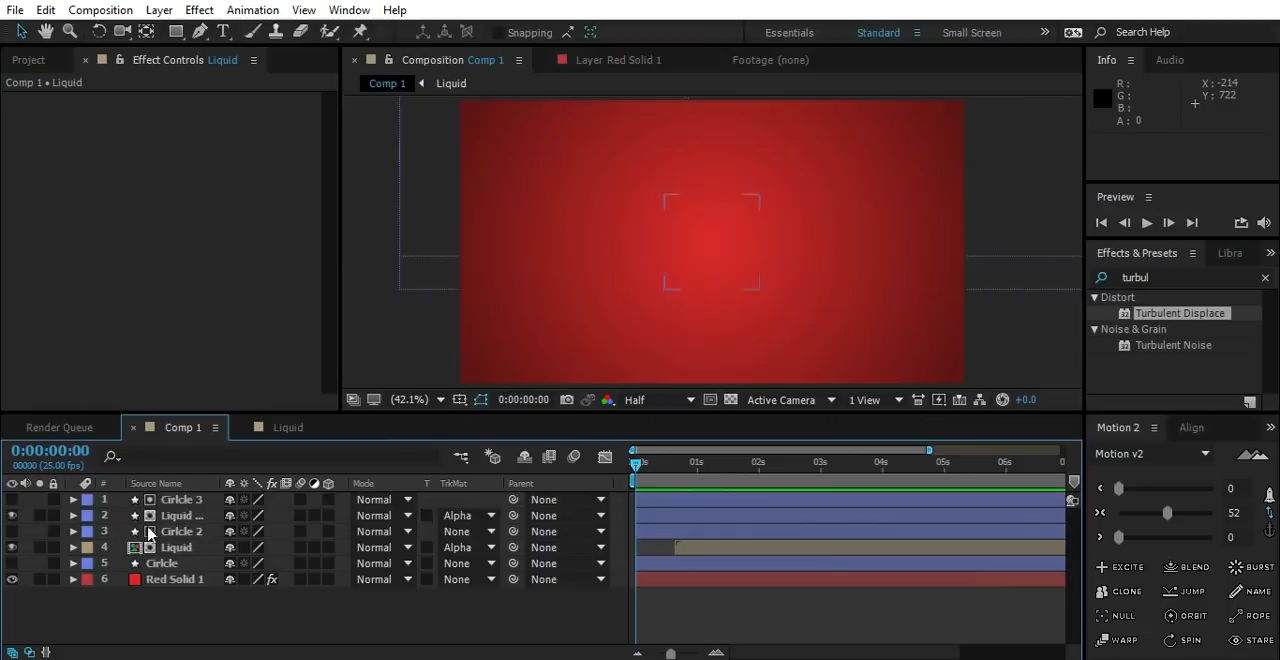 File Edit Composition Layer Effect Animation View Window Help
Snapping Essentials Standard Small Screen Search Help
Project Effect Controls Liquid
Comp 1 • Liquid
Composition Comp 1 Layer Red Solid 1 Footage (none)
Comp 1 Liquid
Info Audio
R: X: -214
G: Y: 722
B:
A: 0
Preview
Effects & Presets Libra
turbul
Distort
32 Turbulent Displace
Noise & Grain
32 Turbulent Noise
(42.1%) 0:00:00:00 Half Active Camera 1 View +0.0
Render Queue Comp 1 Liquid
0:00:00:00
00000 (25.00 fps)
0s 01s 02s 03s 04s 05s 06s 0
# Source Name fx Mode T TrkMat Parent
1 Cirlcle 3 Normal None
2 Liquid ... Normal Alpha None
3 Cirlcle 2 Normal None None
4 Liquid Normal Alpha None
5 Cirlcle Normal None None
6 Red Solid 1 fx Normal None None
Motion 2 Align
Motion v2
0
52
0
EXCITE BLEND BURST
CLONE JUMP NAME
NULL ORBIT ROPE
WARP SPIN STARE